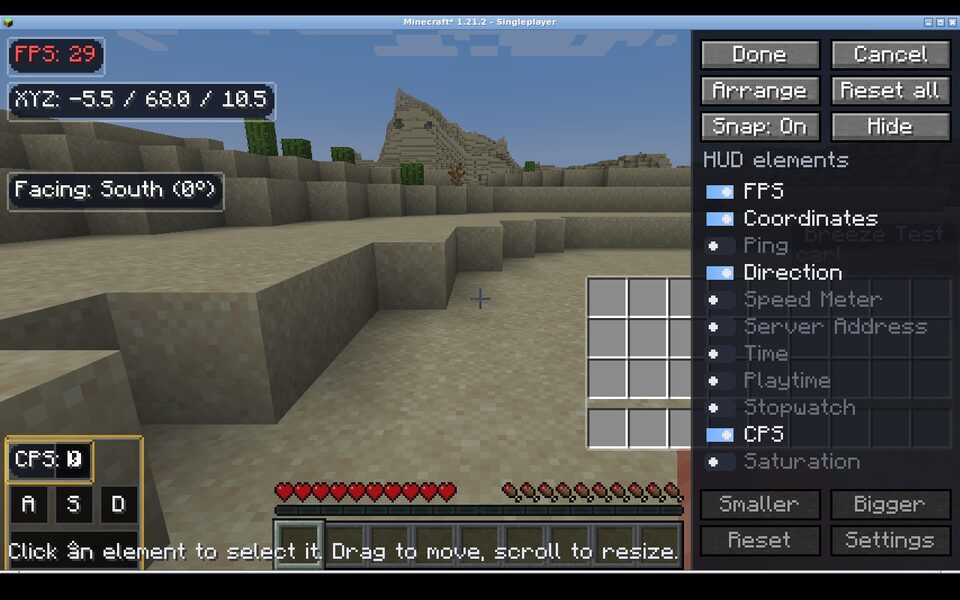 Minecraft* 1.21.2 - Singleplayer
FPS: 29
XYZ: -5.5 / 68.0 / 10.5
Facing: South (0°)
Done
Cancel
Arrange
Reset all
Snap: On
Hide
HUD elements
FPS
Coordinates
Breeze Test
Ping
Direction
Speed Meter
Server Address
Time
Playtime
Stopwatch
CPS
Saturation
Smaller
Bigger
Reset
Settings
CPS: 0
A
S
D
Click an element to select it. Drag to move, scroll to resize.